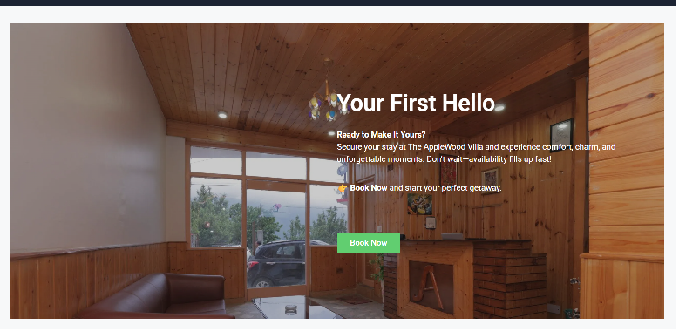 Your First Hello
Ready to Make It Yours?
Secure your stay at The AppleWood Villa and experience comfort, charm, and
unforgettable moments. Don't wait—availability fills up fast!
👉 Book Now and start your perfect getaway.
Book Now